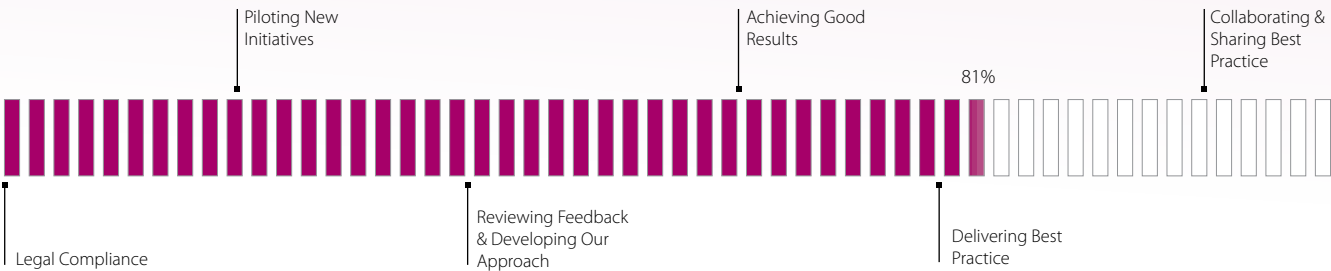 Piloting New
Initiatives
Achieving Good
Results
Collaborating &
Sharing Best
Practice
81%
Legal Compliance
Reviewing Feedback
& Developing Our
Approach
Delivering Best
Practice